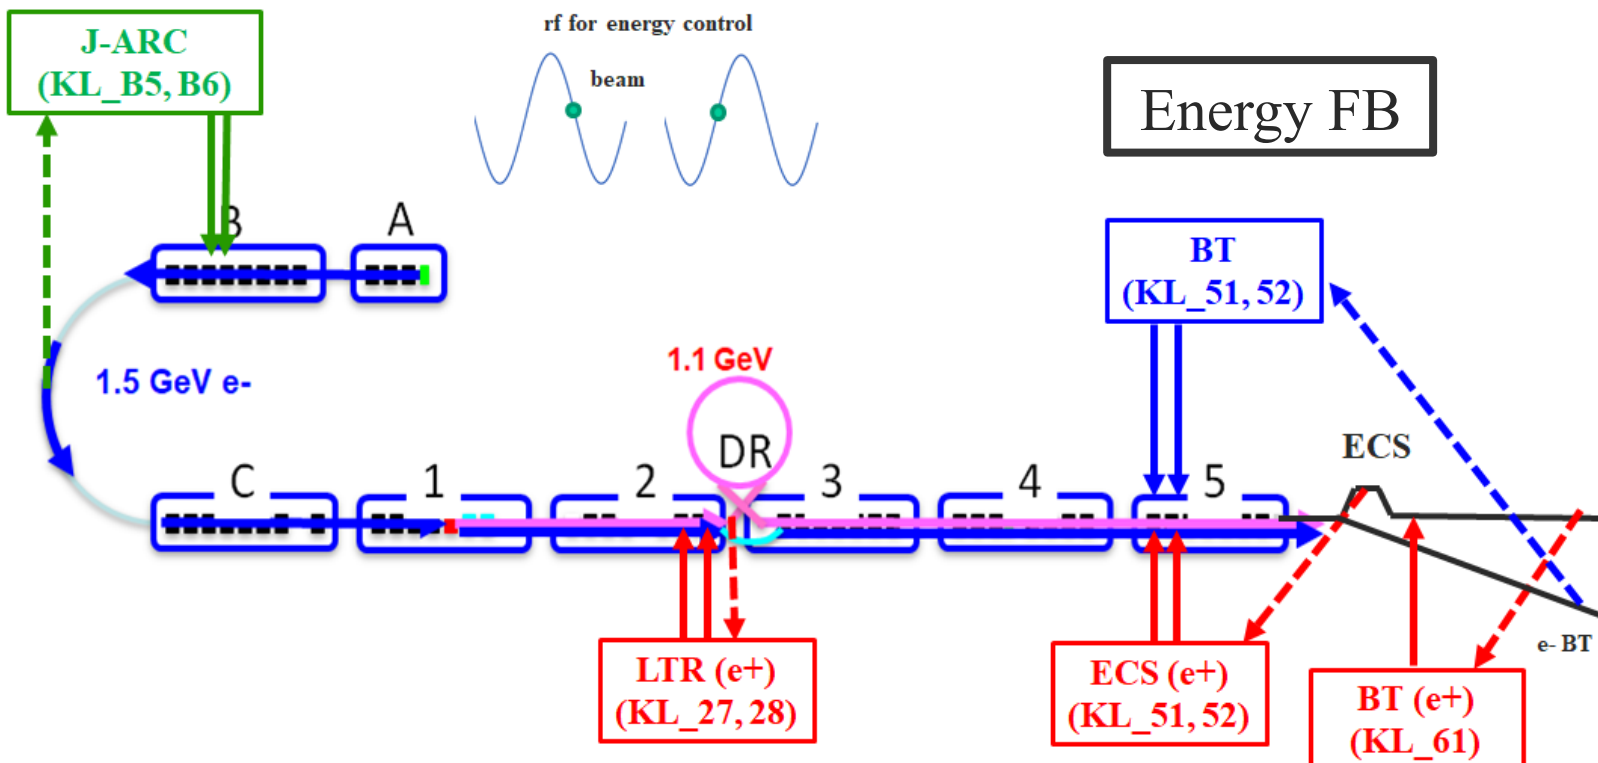 J-ARC
(KL_B5, B6)
rf for energy control
beam
Energy FB
B
A
BT
(KL_51, 52)
1.5 GeV e-
1.1 GeV
DR
ECS
C
1
2
3
4
5
e- BT
LTR (e+)
(KL_27, 28)
ECS (e+)
(KL_51, 52)
BT (e+)
(KL_61)